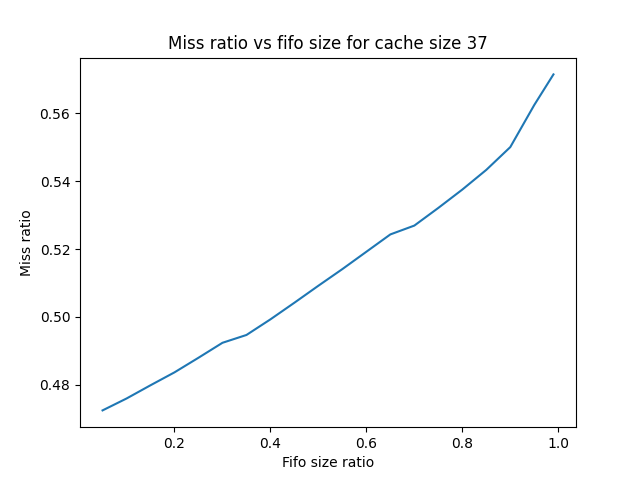 Miss ratio vs fifo size for cache size 37
0.56
0.54
0.52
0.50
0.48
Miss ratio
0.2 0.4 0.6 0.8 1.0
Fifo size ratio